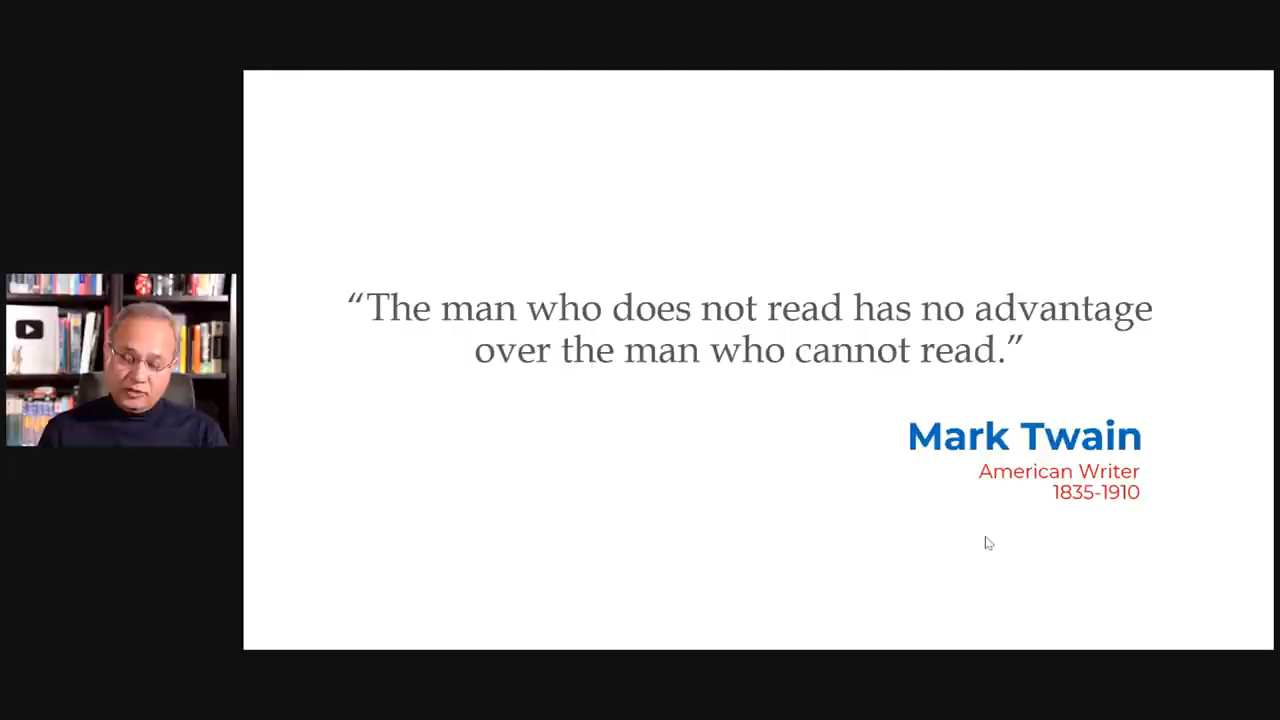 “The man who does not read has no advantage
over the man who cannot read.”
Mark Twain
American Writer
1835-1910